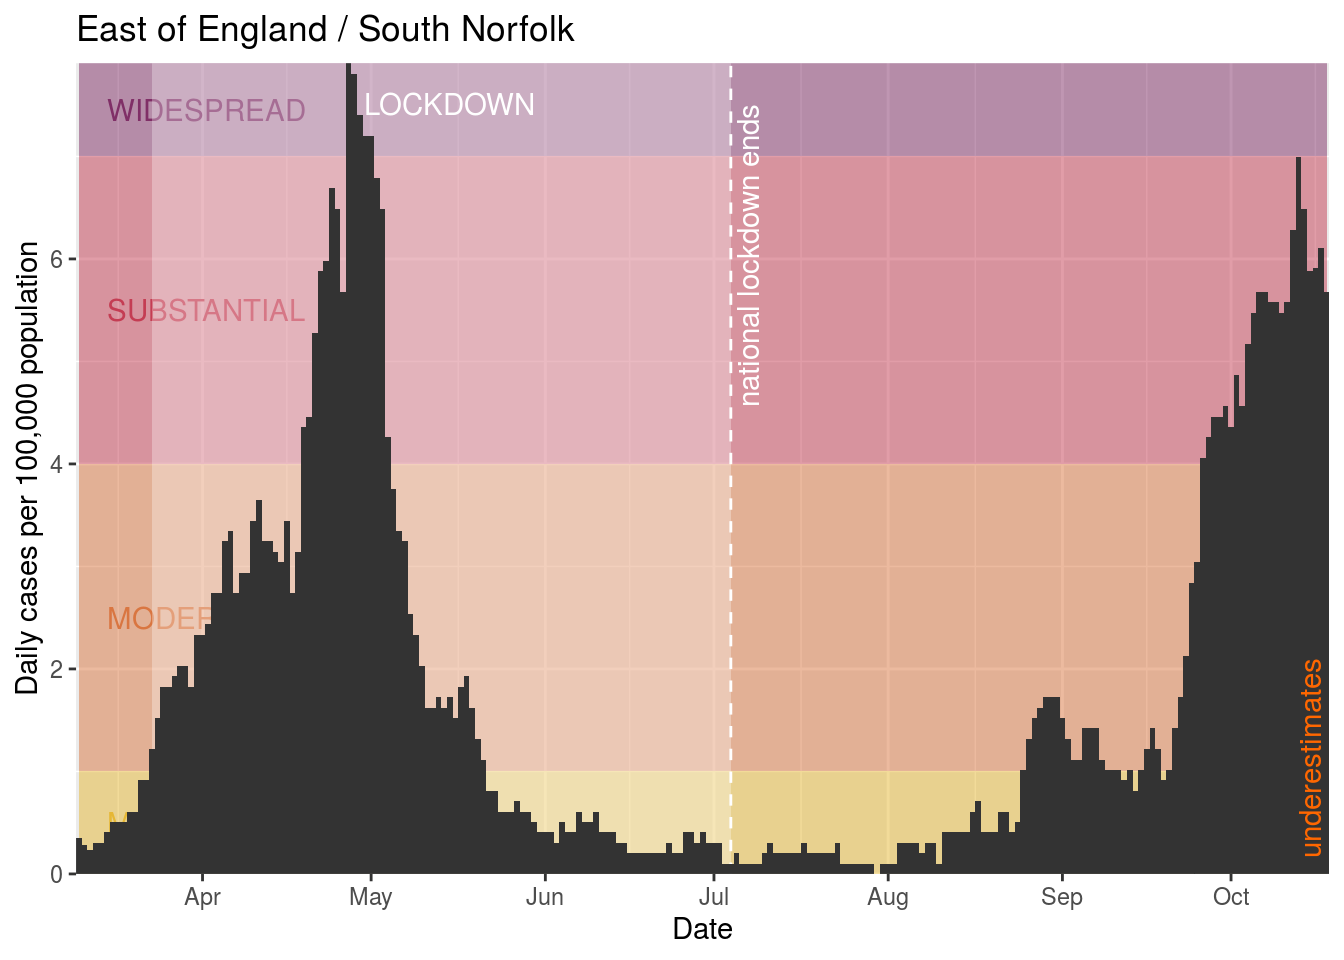 East of England / South Norfolk
WIDESPREAD
LOCKDOWN
national lockdown ends
SUBSTANTIAL
underestimates
Daily cases per 100,000 population
6
4
2
0
Apr
May
Jun
Jul
Aug
Sep
Oct
Date